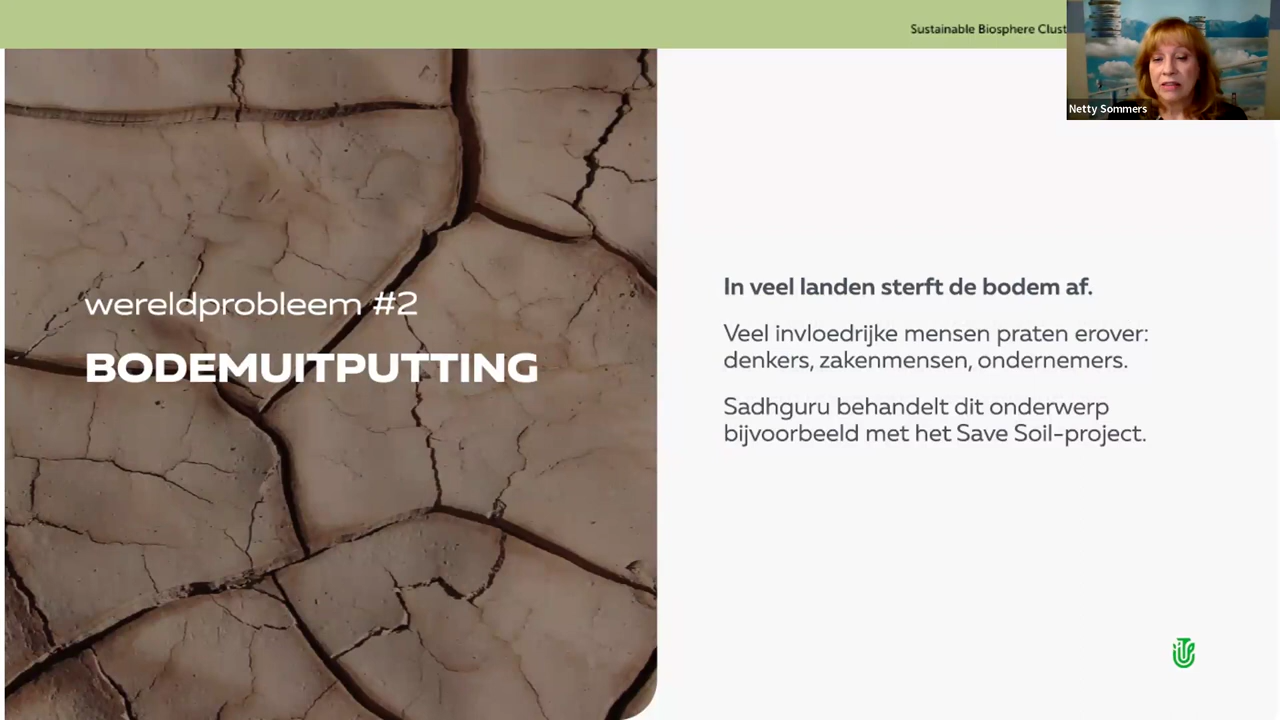 Sustainable Biosphere
Netty Sommers
wereldprobleem #2
BODEMUITPUTTING
In veel landen sterft de bodem af.
Veel invloedrijke mensen praten erover:
denkers, zakenmensen, ondernemers.
Sadhguru behandelt dit onderwerp
bijvoorbeeld met het Save Soil-project.